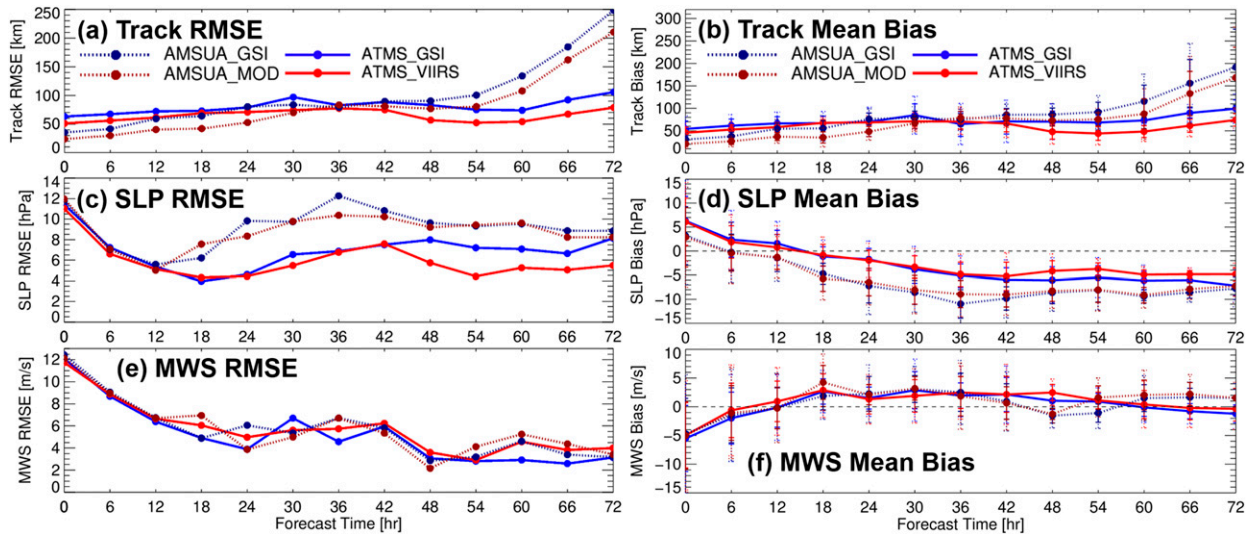 (a) Track RMSE
AMSUA_GSI ATMS_GSI
AMSUA_MOD ATMS_VIIRS
Track RMSE [km]
250
200
150
100
50
0
0 6 12 18 24 30 36 42 48 54 60 66 72
(b) Track Mean Bias
AMSUA_GSI ATMS_GSI
AMSUA_MOD ATMS_VIIRS
Track Bias [km]
300
250
200
150
100
50
0
0 6 12 18 24 30 36 42 48 54 60 66 72
(c) SLP RMSE
SLP RMSE [hPa]
14
12
10
8
6
4
2
0
0 6 12 18 24 30 36 42 48 54 60 66 72
(d) SLP Mean Bias
SLP Bias [hPa]
15
10
5
0
−5
−10
−15
0 6 12 18 24 30 36 42 48 54 60 66 72
(e) MWS RMSE
MWS RMSE [m/s]
12
10
8
6
4
2
0
0 6 12 18 24 30 36 42 48 54 60 66 72
Forecast Time [hr]
(f) MWS Mean Bias
MWS Bias [m/s]
10
5
0
−5
−10
−15
0 6 12 18 24 30 36 42 48 54 60 66 72
Forecast Time [hr]